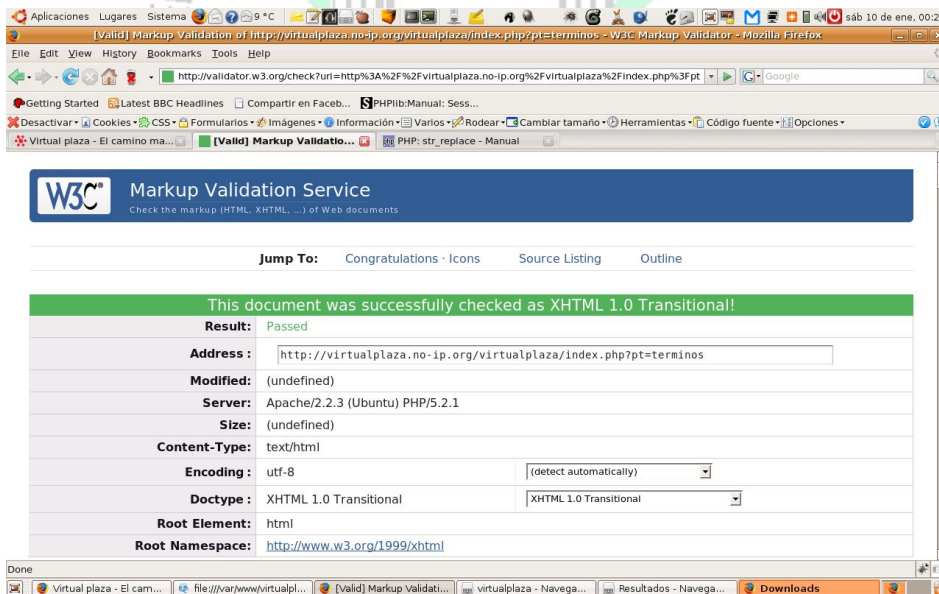 Aplicaciones Lugares Sistema 9 °C sáb 10 de ene, 00:2
[Valid] Markup Validation of http://virtualplaza.no-ip.org/virtualplaza/index.php?pt=terminos - W3C Markup Validator - Mozilla Firefox
File Edit View History Bookmarks Tools Help
http://validator.w3.org/check?uri=http%3A%2F%2Fvirtualplaza.no-ip.org%2Fvirtualplaza%2Findex.php%3Fpt Google
Getting Started Latest BBC Headlines Compartir en Faceb... PHPlib:Manual: Sess...
Desactivar Cookies CSS Formularios Imágenes Información Varios Rodear Cambiar tamaño Herramientas Código fuente Opciones
Virtual plaza - El camino ma... [Valid] Markup Validatio... PHP: str_replace - Manual
W3C® Markup Validation Service
Check the markup (HTML, XHTML, ...) of Web documents
Jump To: Congratulations · Icons Source Listing Outline
This document was successfully checked as XHTML 1.0 Transitional!
Result: Passed
Address : http://virtualplaza.no-ip.org/virtualplaza/index.php?pt=terminos
Modified: (undefined)
Server: Apache/2.2.3 (Ubuntu) PHP/5.2.1
Size: (undefined)
Content-Type: text/html
Encoding : utf-8 (detect automatically)
Doctype : XHTML 1.0 Transitional XHTML 1.0 Transitional
Root Element: html
Root Namespace: http://www.w3.org/1999/xhtml
Done
Virtual plaza - El cam... file:///var/www/virtualpl... [Valid] Markup Validati... virtualplaza - Navega... Resultados - Navega... Downloads